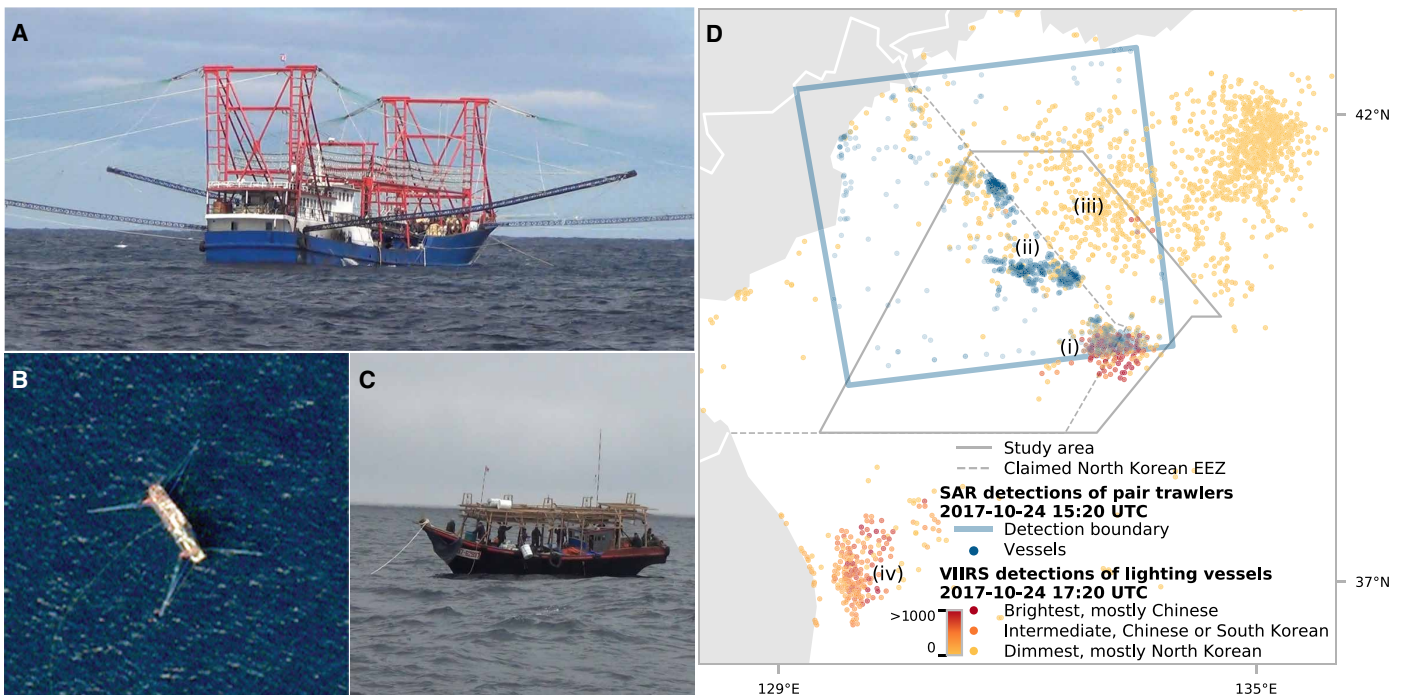 A
B
C
D
42°N
(iii)
(ii)
(i)
Study area
Claimed North Korean EEZ
SAR detections of pair trawlers
2017-10-24 15:20 UTC
Detection boundary
Vessels
(iv)
37°N
VIIRS detections of lighting vessels
2017-10-24 17:20 UTC
>1000
Brightest, mostly Chinese
Intermediate, Chinese or South Korean
0
Dimmest, mostly North Korean
129°E
135°E